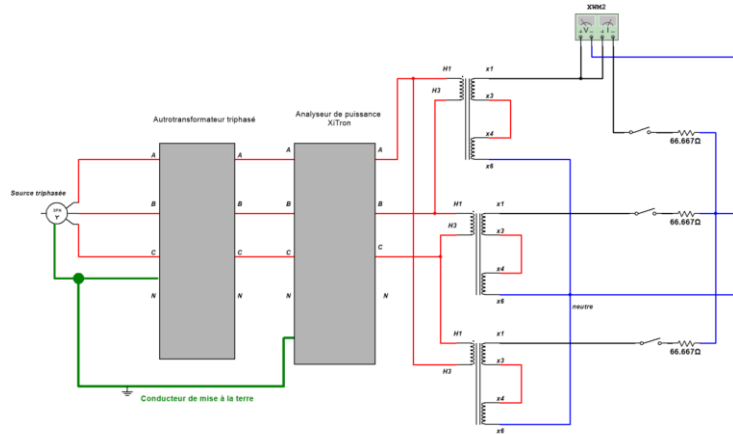 XWM2
V
I
H1
x1
H3
x3
x4
x6
66.667Ω
Autrotransformateur triphasé
Analyseur de puissance
XiTron
A
A
A
A
Source triphasée
3PH
Y
B
B
B
B
C
C
C
C
N
N
N
N
H1
x1
H3
x3
x4
x6
66.667Ω
neutre
H1
x1
H3
x3
x4
x6
66.667Ω
Conducteur de mise à la terre